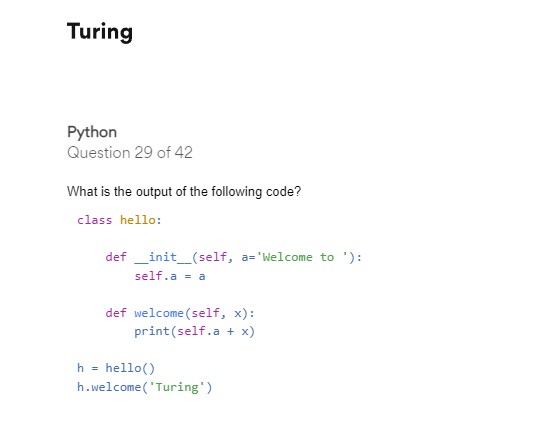 Turing
Python
Question 29 of 42
What is the output of the following code?
class hello:
    def __init__(self, a='Welcome to '):
        self.a = a
    def welcome(self, x):
        print(self.a + x)
h = hello()
h.welcome('Turing')